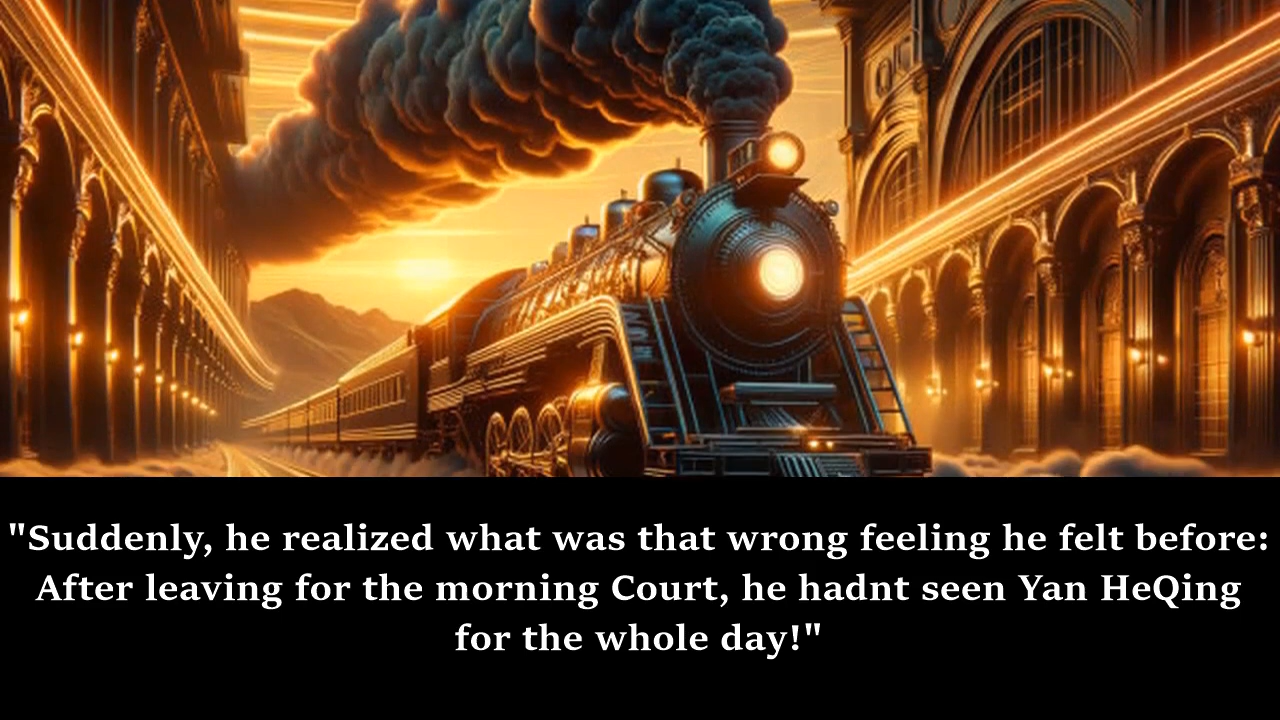 "Suddenly, he realized what was that wrong feeling he felt before:
After leaving for the morning Court, he hadnt seen Yan HeQing
for the whole day!"